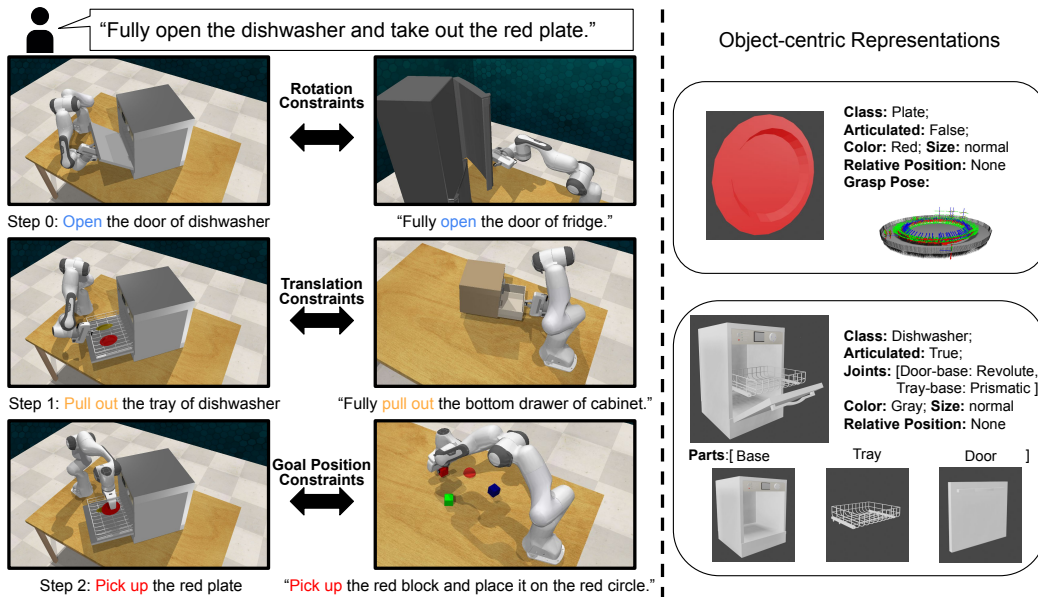 “Fully open the dishwasher and take out the red plate.”
Rotation
Constraints
Step 0: Open the door of dishwasher
“Fully open the door of fridge.”
Translation
Constraints
Step 1: Pull out the tray of dishwasher
“Fully pull out the bottom drawer of cabinet.”
Goal Position
Constraints
Step 2: Pick up the red plate
“Pick up the red block and place it on the red circle.”
Object-centric Representations
Class: Plate;
Articulated: False;
Color: Red; Size: normal
Relative Position: None
Grasp Pose:
Class: Dishwasher;
Articulated: True;
Joints: [Door-base: Revolute,
Tray-base: Prismatic ]
Color: Gray; Size: normal
Relative Position: None
Parts:[ Base Tray Door ]